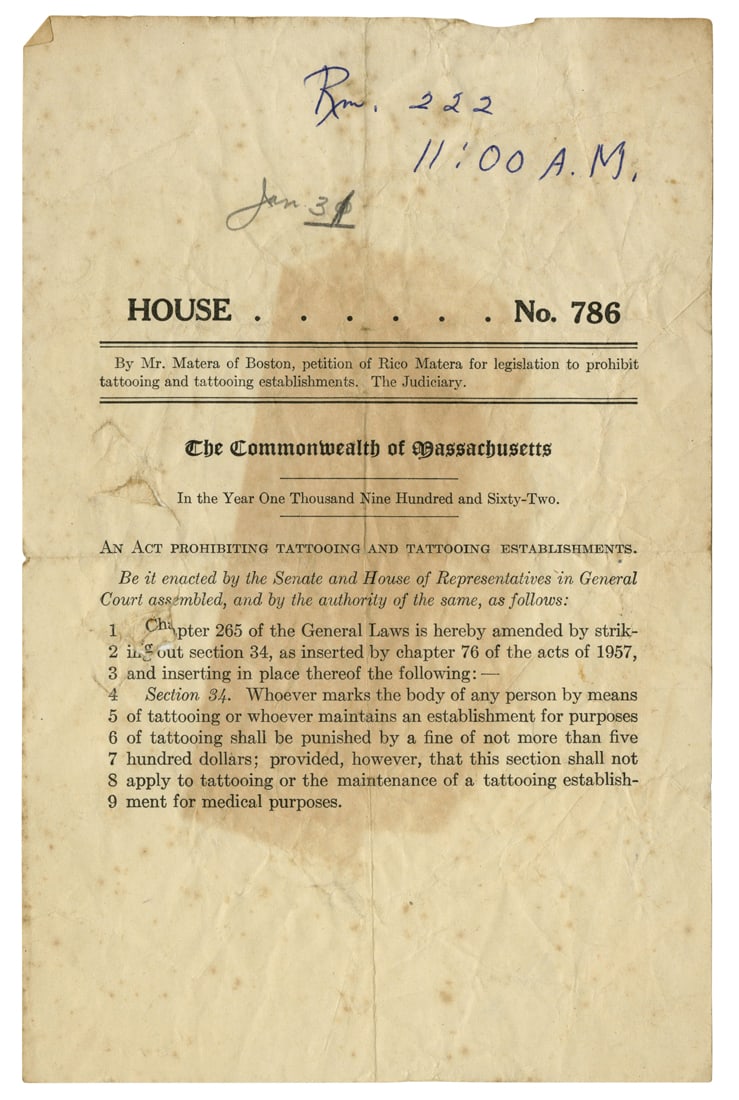 Rm. 222
11:00 A.M.
Jan 31
HOUSE . . . . . . No. 786
By Mr. Matera of Boston, petition of Rico Matera for legislation to prohibit
tattooing and tattooing establishments. The Judiciary.
The Commonwealth of Massachusetts
In the Year One Thousand Nine Hundred and Sixty-Two.
AN ACT PROHIBITING TATTOOING AND TATTOOING ESTABLISHMENTS.
Be it enacted by the Senate and House of Representatives in General
Court assembled, and by the authority of the same, as follows:
1 Chapter 265 of the General Laws is hereby amended by strik-
2 ing out section 34, as inserted by chapter 76 of the acts of 1957,
3 and inserting in place thereof the following: —
4 Section 34. Whoever marks the body of any person by means
5 of tattooing or whoever maintains an establishment for purposes
6 of tattooing shall be punished by a fine of not more than five
7 hundred dollars; provided, however, that this section shall not
8 apply to tattooing or the maintenance of a tattooing establish-
9 ment for medical purposes.